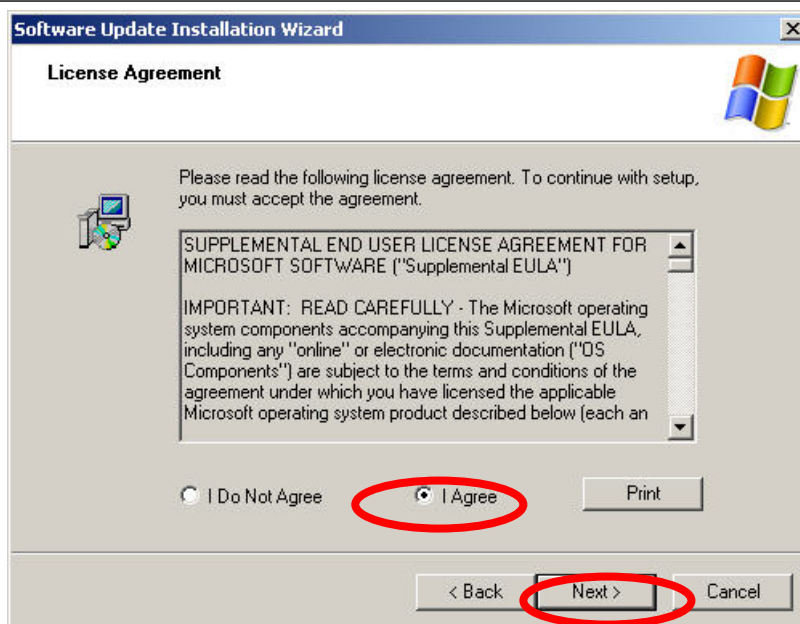 Software Update Installation Wizard
License Agreement
Please read the following license agreement. To continue with setup,
you must accept the agreement.
SUPPLEMENTAL END USER LICENSE AGREEMENT FOR
MICROSOFT SOFTWARE ("Supplemental EULA")
IMPORTANT: READ CAREFULLY - The Microsoft operating
system components accompanying this Supplemental EULA,
including any "online" or electronic documentation ("OS
Components") are subject to the terms and conditions of the
agreement under which you have licensed the applicable
Microsoft operating system product described below (each an
I Do Not Agree
I Agree
Print
< Back
Next >
Cancel